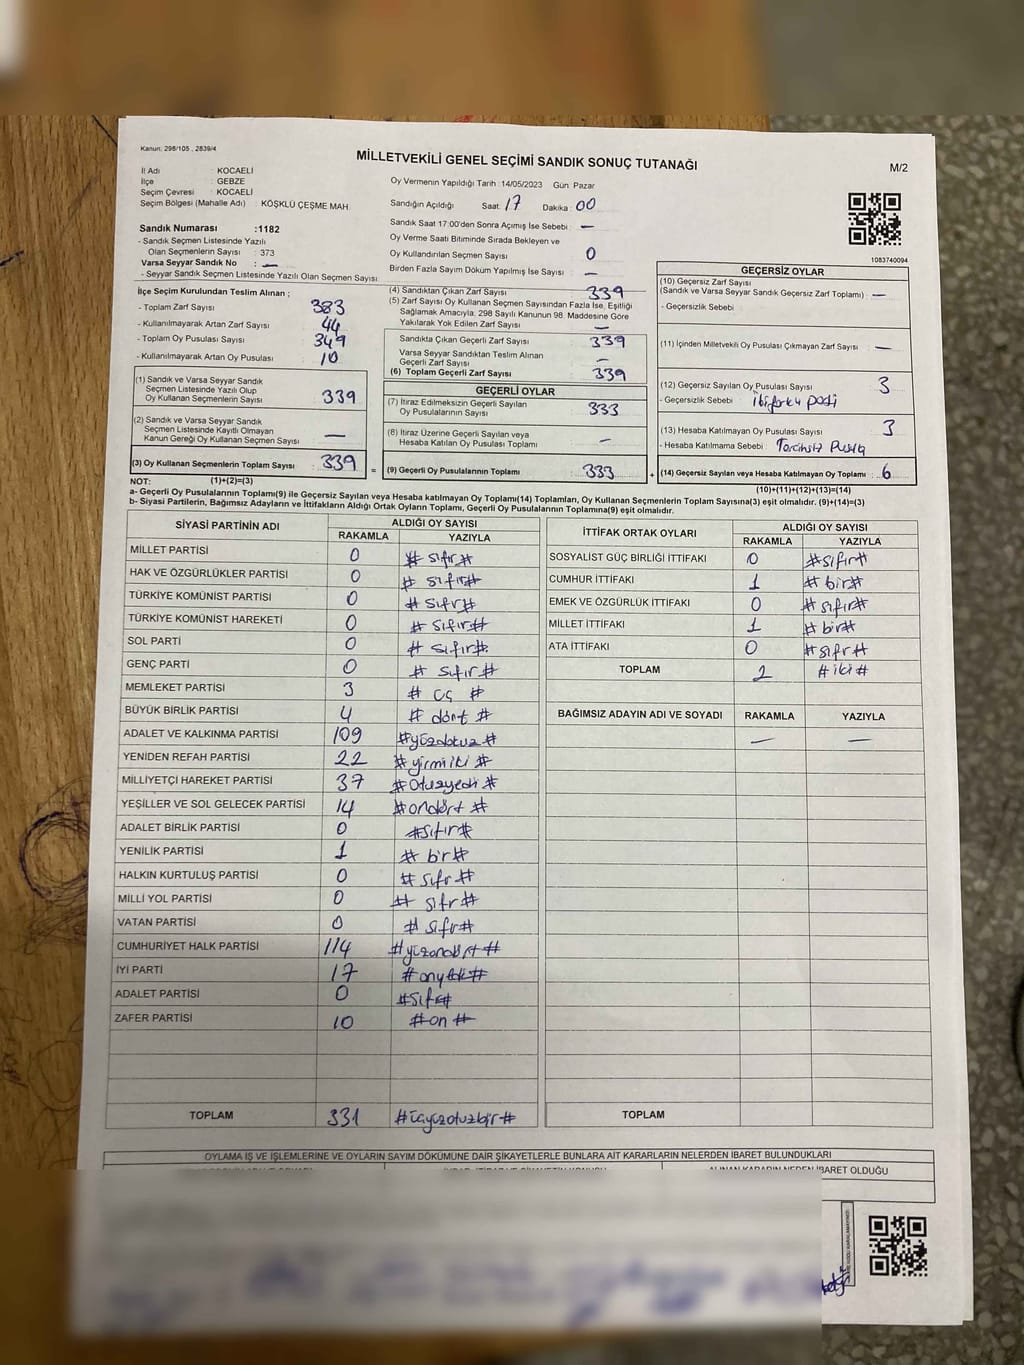 Kanun: 298/105 , 2839/4
MİLLETVEKİLİ GENEL SEÇİMİ SANDIK SONUÇ TUTANAĞI
M/2
İl Adı : KOCAELİ
İlçe : GEBZE
Seçim Çevresi : KOCAELİ
Seçim Bölgesi (Mahalle Adı) : KÖŞKLÜ ÇEŞME MAH.
Sandık Numarası :1182
- Sandık Seçmen Listesinde Yazılı
Olan Seçmenlerin Sayısı : 373
Varsa Seyyar Sandık No : —
- Seyyar Sandık Seçmen Listesinde Yazılı Olan Seçmen Sayısı
Oy Vermenin Yapıldığı Tarih :14/05/2023 Gün: Pazar
Sandığın Açıldığı Saat: 17 Dakika : 00
Sandık Saat 17:00'den Sonra Açılmış İse Sebebi : —
Oy Verme Saati Bitiminde Sırada Bekleyen ve
Oy Kullandırılan Seçmen Sayısı 0
Birden Fazla Sayım Döküm Yapılmış İse Sayısı —
1083740094
İlçe Seçim Kurulundan Teslim Alınan ;
- Toplam Zarf Sayısı : 383
- Kullanılmayarak Artan Zarf Sayısı : 44
- Toplam Oy Pusulası Sayısı : 349
- Kullanılmayarak Artan Oy Pusulası : 10
(1) Sandık ve Varsa Seyyar Sandık
Seçmen Listesinde Yazılı Olup
Oy Kullanan Seçmenlerin Sayısı : 339
(2) Sandık ve Varsa Seyyar Sandık
Seçmen Listesinde Kayıtlı Olmayan
Kanun Gereği Oy Kullanan Seçmen Sayısı : —
(3) Oy Kullanan Seçmenlerin Toplam Sayısı : 339 =
(4) Sandıktan Çıkan Zarf Sayısı 339
(5) Zarf Sayısı Oy Kullanan Seçmen Sayısından Fazla İse, Eşitliği
Sağlamak Amacıyla, 298 Sayılı Kanunun 98. Maddesine Göre
Yakılarak Yok Edilen Zarf Sayısı : —
Sandıkta Çıkan Geçerli Zarf Sayısı : 339
Varsa Seyyar Sandıktan Teslim Alınan
Geçerli Zarf Sayısı : —
(6) Toplam Geçerli Zarf Sayısı : 339
GEÇERLİ OYLAR
(7) İtiraz Edilmeksizin Geçerli Sayılan
Oy Pusulalarının Sayısı : 333
(8) İtiraz Üzerine Geçerli Sayılan veya
Hesaba Katılan Oy Pusulası Toplamı : —
(9) Geçerli Oy Pusulalarının Toplamı : 333 +
GEÇERSİZ OYLAR
(10) Geçersiz Zarf Sayısı
(Sandık ve Varsa Seyyar Sandık Geçersiz Zarf Toplamı) : —
- Geçersizlik Sebebi :
(11) İçinden Milletvekili Oy Pusulası Çıkmayan Zarf Sayısı : —
(12) Geçersiz Sayılan Oy Pusulası Sayısı : 3
- Geçersizlik Sebebi :
(13) Hesaba Katılmayan Oy Pusulası Sayısı : 3
- Hesaba Katılmama Sebebi : Tercihsiz
(14) Geçersiz Sayılan veya Hesaba Katılmayan Oy Toplamı : 6
NOT: (1)+(2)=(3) (10)+(11)+(12)+(13)=(14)
a- Geçerli Oy Pusulalarının Toplamı(9) ile Geçersiz Sayılan veya Hesaba katılmayan Oy Toplamı(14) Toplamları, Oy Kullanan Seçmenlerin Toplam Sayısına(3) eşit olmalıdır. (9)+(14)=(3)
b- Siyasi Partilerin, Bağımsız Adayların ve İttifakların Aldığı Ortak Oyların Toplamı, Geçerli Oy Pusulalarının Toplamına(9) eşit olmalıdır.
SİYASİ PARTİNİN ADI ALDIĞI OY SAYISI
RAKAMLA YAZIYLA
MİLLET PARTİSİ 0 # sıfır #
HAK VE ÖZGÜRLÜKLER PARTİSİ 0 # sıfır#
TÜRKİYE KOMÜNİST PARTİSİ 0 # sıfır #
TÜRKİYE KOMÜNİST HAREKETİ 0 # sıfır#
SOL PARTİ 0 # sıfır#
GENÇ PARTİ 0 # sıfır #
MEMLEKET PARTİSİ 3 # üç #
BÜYÜK BİRLİK PARTİSİ 4 # dört #
ADALET VE KALKINMA PARTİSİ 109 #yüzdokuz #
YENİDEN REFAH PARTİSİ 22 # yirmi iki #
MİLLİYETÇİ HAREKET PARTİSİ 37 #otuzyedi #
YEŞİLLER VE SOL GELECEK PARTİSİ 14 #ondört #
ADALET BİRLİK PARTİSİ 0 #sıfır#
YENİLİK PARTİSİ 1 # bir #
HALKIN KURTULUŞ PARTİSİ 0 # sıfr #
MİLLİ YOL PARTİSİ 0 # sıfr #
VATAN PARTİSİ 0 # sıfr #
CUMHURİYET HALK PARTİSİ 114 #yüzondört #
İYİ PARTİ 17 #onyedi #
ADALET PARTİSİ 0 #sıfr#
ZAFER PARTİSİ 10 #on #
TOPLAM 331 #üçyüzotuzbir #
İTTİFAK ORTAK OYLARI ALDIĞI OY SAYISI
RAKAMLA YAZIYLA
SOSYALİST GÜÇ BİRLİĞİ İTTİFAKI 0 #sıfır#
CUMHUR İTTİFAKI 1 # bir#
EMEK VE ÖZGÜRLÜK İTTİFAKI 0 # sıfır#
MİLLET İTTİFAKI 1 # bir#
ATA İTTİFAKI 0 #sıfr #
TOPLAM 2 # iki #
BAĞIMSIZ ADAYIN ADI VE SOYADI RAKAMLA YAZIYLA
— —
TOPLAM
OYLAMA İŞ VE İŞLEMLERİNE VE OYLARIN SAYIM DÖKÜMÜNE DAİR ŞİKAYETLERLE BUNLARA AİT KARARLARIN NELERDEN İBARET BULUNDUKLARI
ALINAN KARARIN NEDEN İBARET OLDUĞU